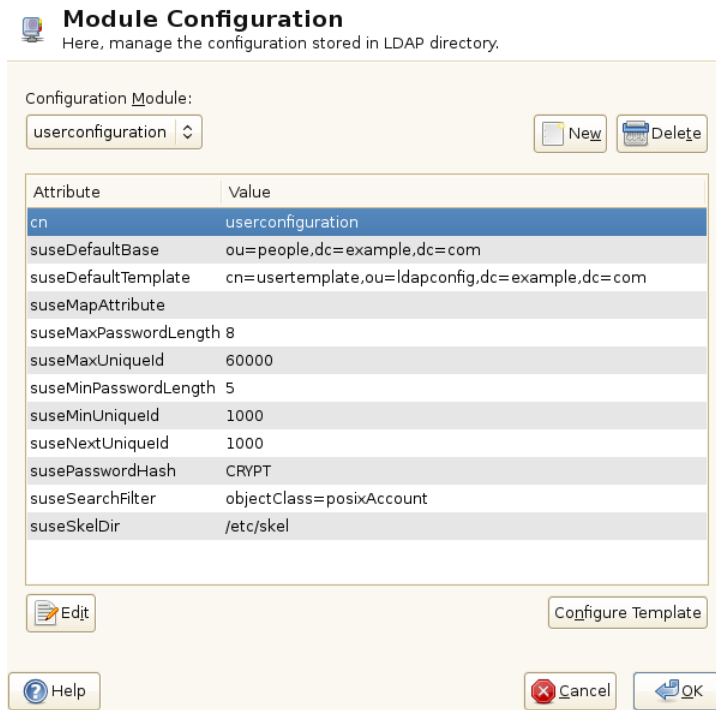 Module Configuration
Here, manage the configuration stored in LDAP directory.
Configuration Module:
userconfiguration
New
Delete
Attribute Value
cn userconfiguration
suseDefaultBase ou=people,dc=example,dc=com
suseDefaultTemplate cn=usertemplate,ou=ldapconfig,dc=example,dc=com
suseMapAttribute
suseMaxPasswordLength 8
suseMaxUniqueId 60000
suseMinPasswordLength 5
suseMinUniqueId 1000
suseNextUniqueId 1000
susePasswordHash CRYPT
suseSearchFilter objectClass=posixAccount
suseSkelDir /etc/skel
Edit
Configure Template
Help
Cancel
OK